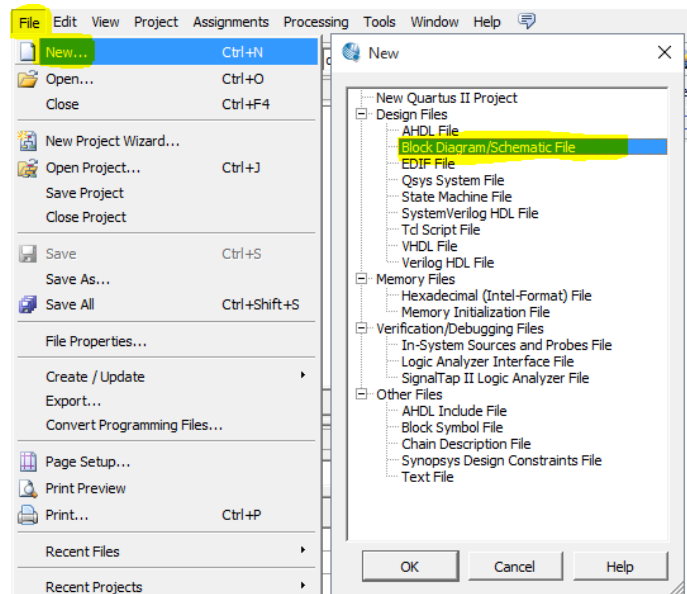 File Edit View Project Assignments Processing Tools Window Help
New... Ctrl+N
Open... Ctrl+O
Close Ctrl+F4
New Project Wizard...
Open Project... Ctrl+J
Save Project
Close Project
Save Ctrl+S
Save As...
Save All Ctrl+Shift+S
File Properties...
Create / Update
Export...
Convert Programming Files...
Page Setup...
Print Preview
Print... Ctrl+P
Recent Files
Recent Projects
New
New Quartus II Project
Design Files
AHDL File
Block Diagram/Schematic File
EDIF File
Qsys System File
State Machine File
SystemVerilog HDL File
Tcl Script File
VHDL File
Verilog HDL File
Memory Files
Hexadecimal (Intel-Format) File
Memory Initialization File
Verification/Debugging Files
In-System Sources and Probes File
Logic Analyzer Interface File
SignalTap II Logic Analyzer File
Other Files
AHDL Include File
Block Symbol File
Chain Description File
Synopsys Design Constraints File
Text File
OK Cancel Help